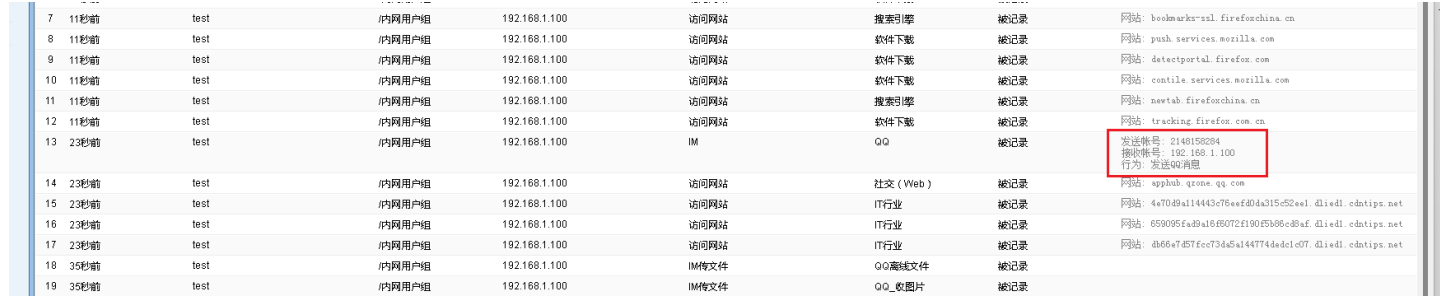 7 11秒前 test /内网用户组 192.168.1.100 访问网站 搜索引擎 被记录 网站: bookmarks-ssl.firefoxchina.cn
8 11秒前 test /内网用户组 192.168.1.100 访问网站 软件下载 被记录 网站: push.services.mozilla.com
9 11秒前 test /内网用户组 192.168.1.100 访问网站 软件下载 被记录 网站: detectportal.firefox.com
10 11秒前 test /内网用户组 192.168.1.100 访问网站 软件下载 被记录 网站: contile.services.mozilla.com
11 11秒前 test /内网用户组 192.168.1.100 访问网站 搜索引擎 被记录 网站: newtab.firefoxchina.cn
12 11秒前 test /内网用户组 192.168.1.100 访问网站 软件下载 被记录 网站: tracking.firefox.com.cn
13 23秒前 test /内网用户组 192.168.1.100 IM QQ 被记录 发送帐号: 2148158284
接收帐号: 192.168.1.100
行为: 发送QQ消息
14 23秒前 test /内网用户组 192.168.1.100 访问网站 社交(Web) 被记录 网站: apphub.qzone.qq.com
15 23秒前 test /内网用户组 192.168.1.100 访问网站 IT行业 被记录 网站: 4e70d9a114443c76eefd0da315c52ee1.dlied1.cdntips.net
16 23秒前 test /内网用户组 192.168.1.100 访问网站 IT行业 被记录 网站: 659095fad9a16f6072f190f5b86cd8af.dlied1.cdntips.net
17 23秒前 test /内网用户组 192.168.1.100 访问网站 IT行业 被记录 网站: db66e7d57fcc73da5a144774dedc1c07.dlied1.cdntips.net
18 35秒前 test /内网用户组 192.168.1.100 IM传文件 QQ离线文件 被记录
19 35秒前 test /内网用户组 192.168.1.100 IM传文件 QQ_收图片 被记录